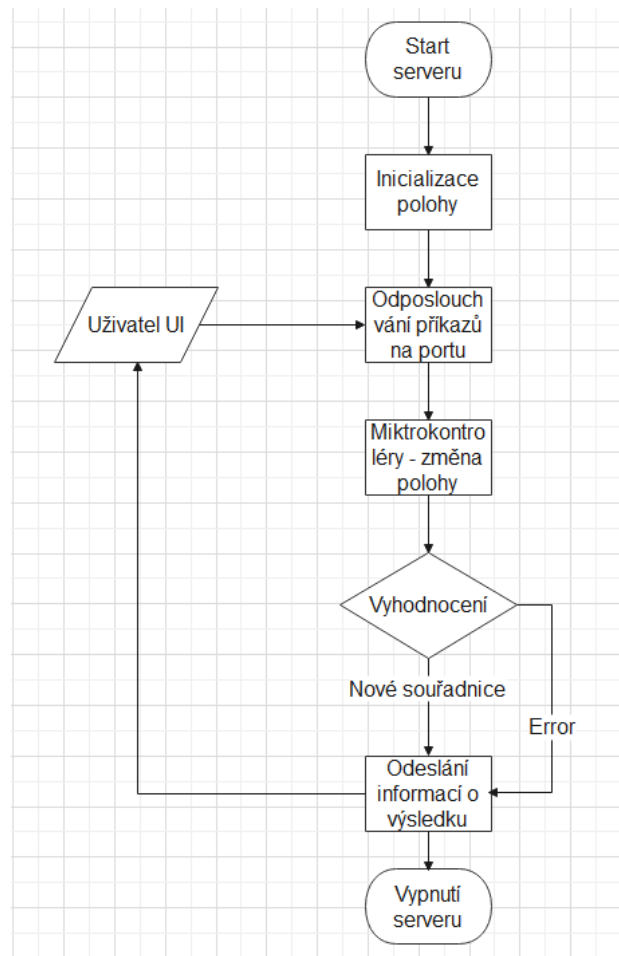 Start
serveru
Inicializace
polohy
Uživatel UI
Odposlouch
vání příkazů
na portu
Miktrokontro
léry - změna
polohy
Vyhodnocení
Nové souřadnice
Error
Odeslání
informací o
výsledku
Vypnutí
serveru